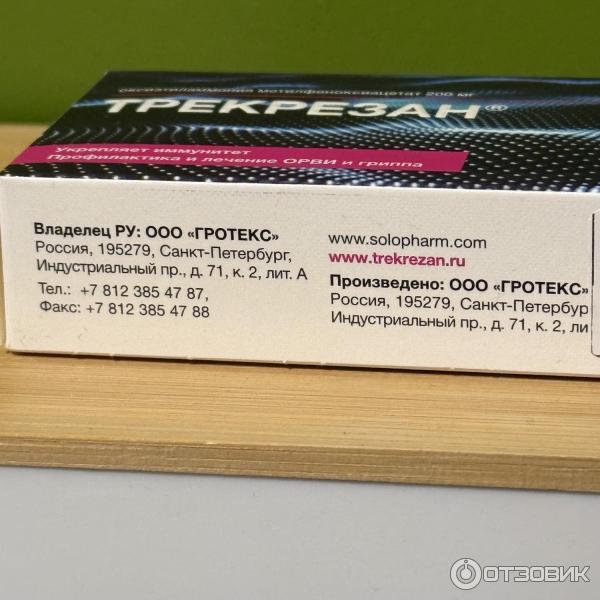 оксиэтиламмония метилфеноксиацетат 200 мг
ТРЕКРЕЗАН®
Укрепляет иммунитет
Профилактика и лечение ОРВИ и гриппа
Владелец РУ: ООО «ГРОТЕКС»
Россия, 195279, Санкт-Петербург,
Индустриальный пр., д. 71, к. 2, лит. А
Тел.: +7 812 385 47 87,
Факс: +7 812 385 47 88
www.solopharm.com
www.trekrezan.ru
Произведено: ООО «ГРОТЕКС»
Россия, 195279, Санкт-Петербур
Индустриальный пр., д. 71, к. 2, ли
ОТЗОВИК